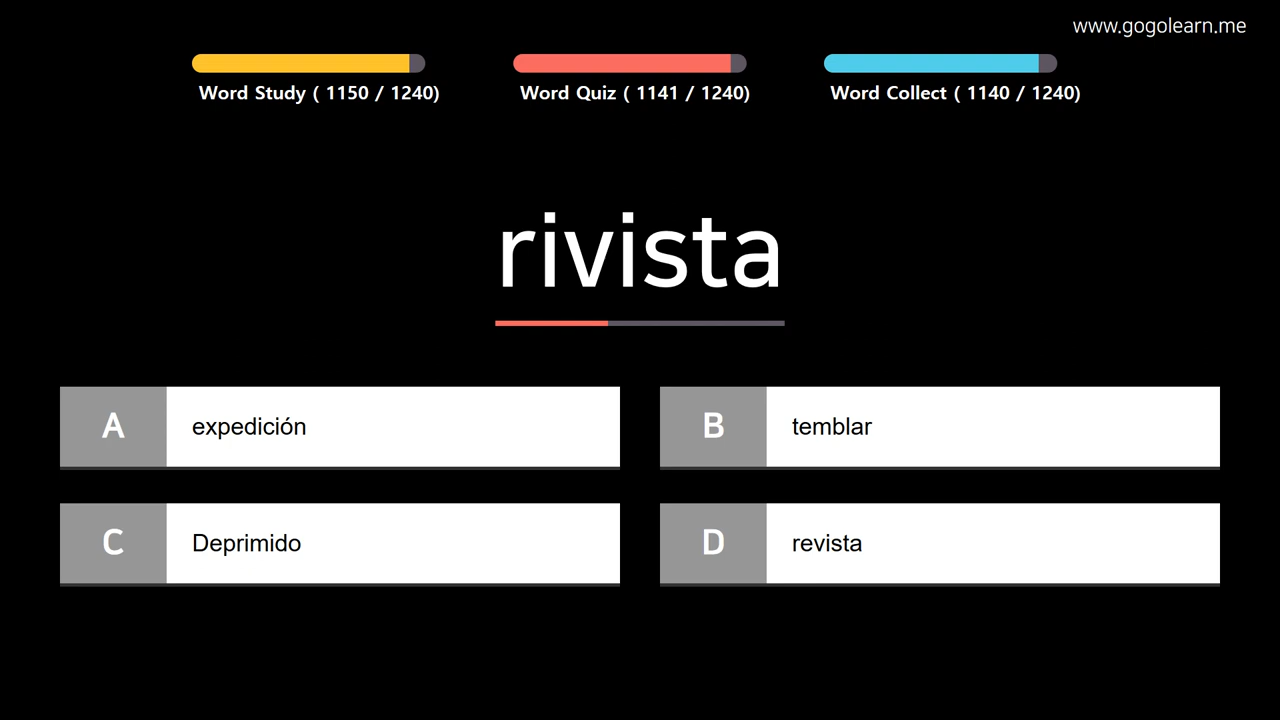 www.gogolearn.me
Word Study ( 1150 / 1240)
Word Quiz ( 1141 / 1240)
Word Collect ( 1140 / 1240)
rivista
A expedición
B temblar
C Deprimido
D revista